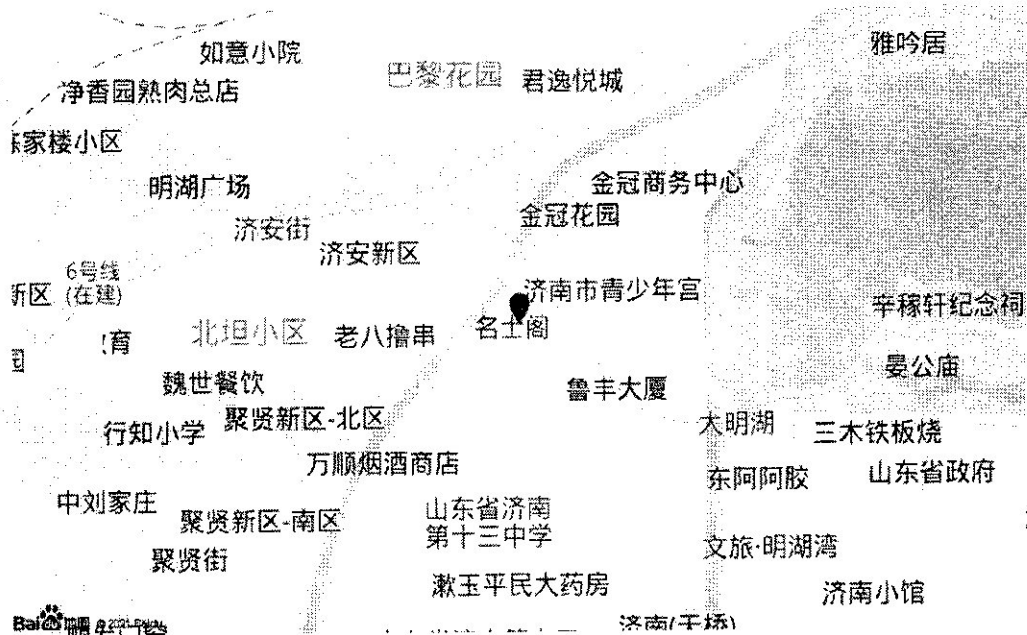 如意小院
雅吟居
巴黎花园
君逸悦城
净香园熟肉总店
家楼小区
明湖广场
金冠商务中心
金冠花园
济安街
济安新区
6号线
(在建)
新区
济南市青少年宫
辛稼轩纪念祠
名士阁
北坦小区
老八撸串
育
园
晏公庙
魏世餐饮
鲁丰大厦
聚贤新区-北区
行知小学
大明湖
三木铁板烧
万顺烟酒商店
东阿阿胶
山东省政府
中刘家庄
山东省济南
第十三中学
聚贤新区-南区
文旅·明湖湾
聚贤街
漱玉平民大药房
济南小馆
济南(天桥)